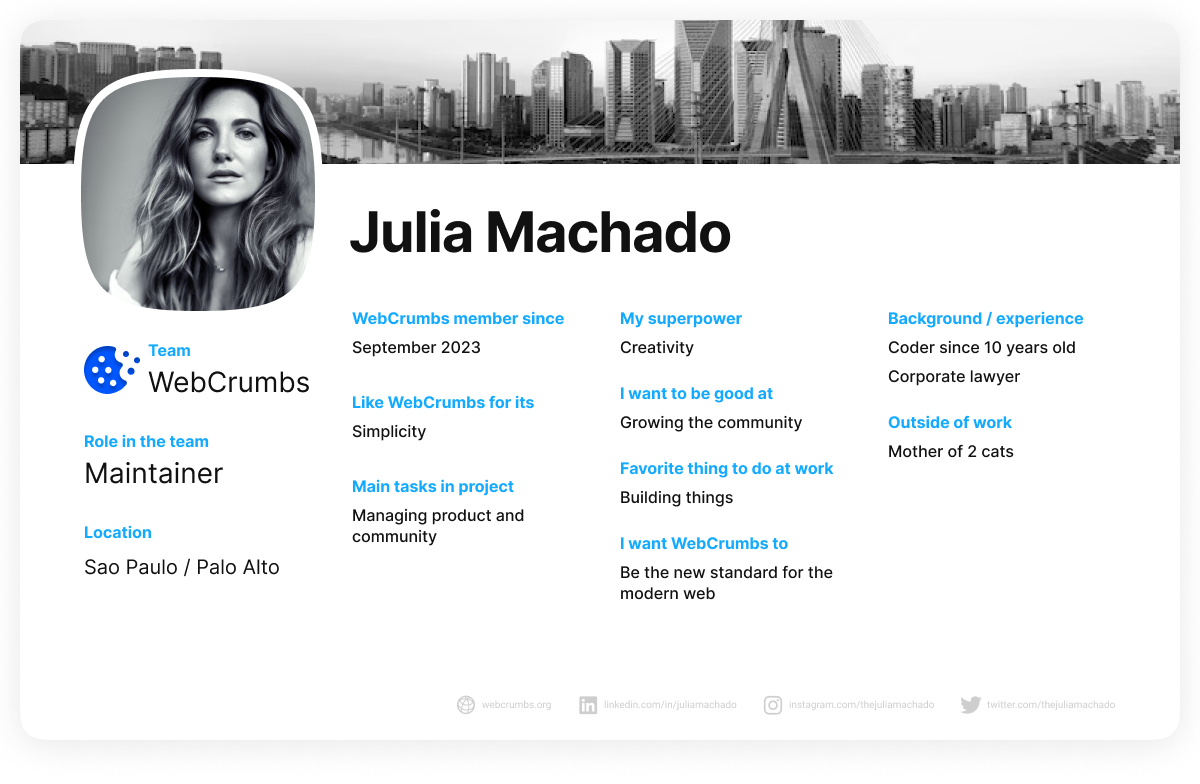 Julia Machado
Team
WebCrumbs
Role in the team
Maintainer
Location
Sao Paulo / Palo Alto
WebCrumbs member since
September 2023
Like WebCrumbs for its
Simplicity
Main tasks in project
Managing product and
community
My superpower
Creativity
I want to be good at
Growing the community
Favorite thing to do at work
Building things
I want WebCrumbs to
Be the new standard for the
modern web
Background / experience
Coder since 10 years old
Corporate lawyer
Outside of work
Mother of 2 cats
webcrumbs.org
linkedin.com/in/juliamachado
instagram.com/thejuliamachado
twitter.com/thejuliamachado